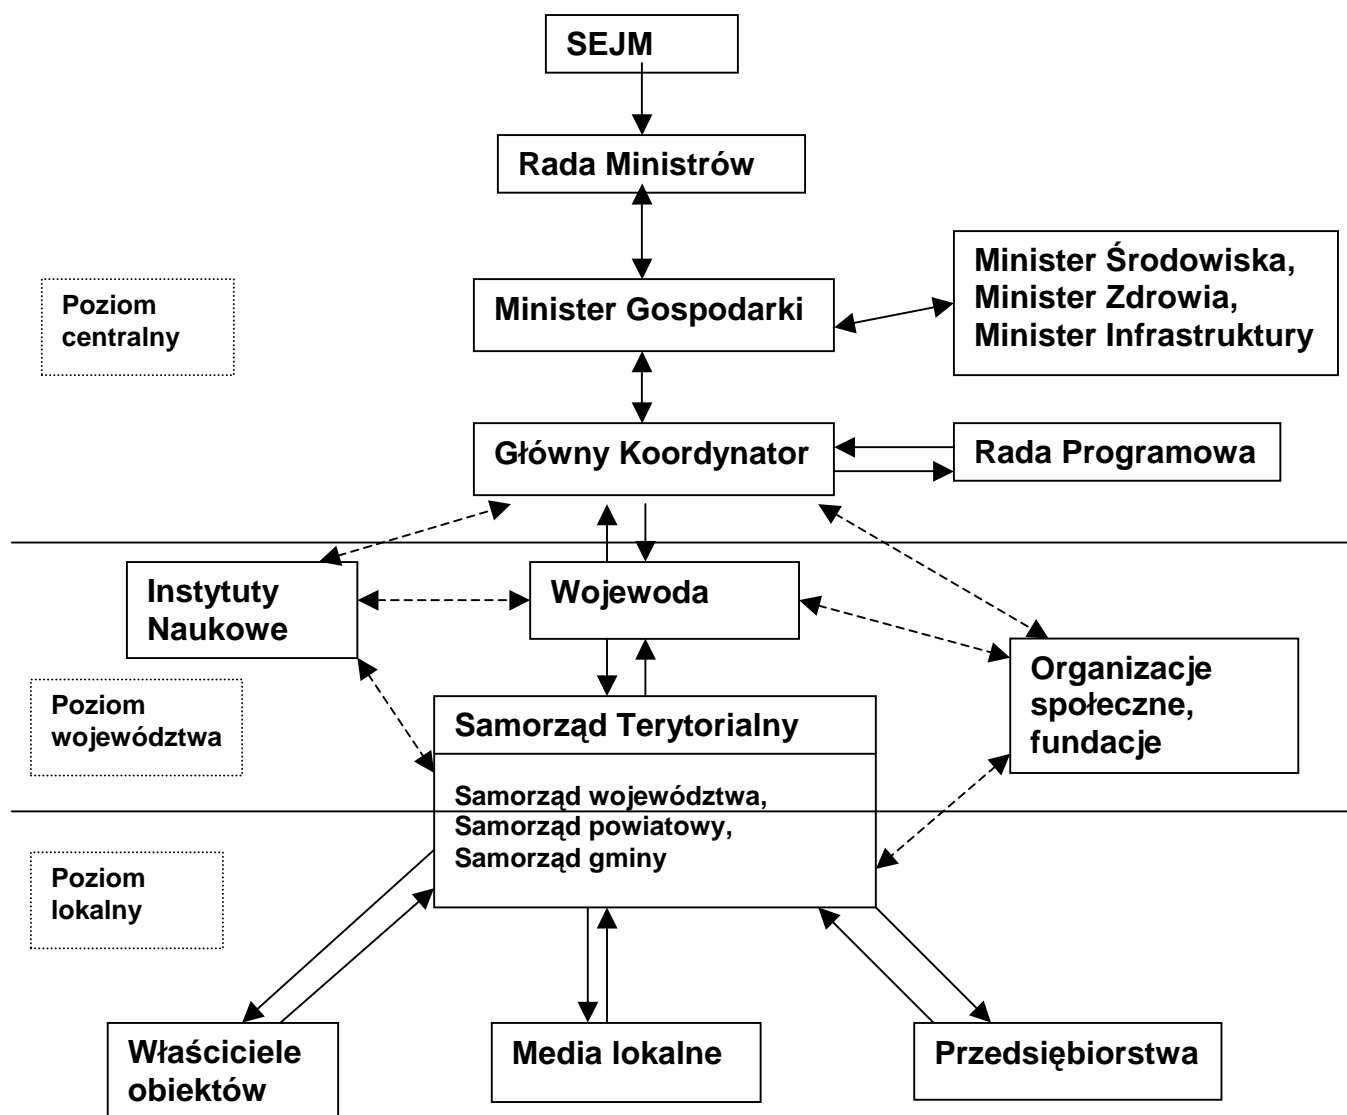 SEJM
Rada Ministrów
Minister Środowiska,
Minister Zdrowia,
Minister Infrastruktury
Poziom
centralny
Minister Gospodarki
Główny Koordynator
Rada Programowa
Instytuty
Naukowe
Wojewoda
Organizacje
społeczne,
fundacje
Poziom
województwa
Samorząd Terytorialny
Samorząd województwa,
Samorząd powiatowy,
Samorząd gminy
Poziom
lokalny
Właściciele
obiektów
Media lokalne
Przedsiębiorstwa